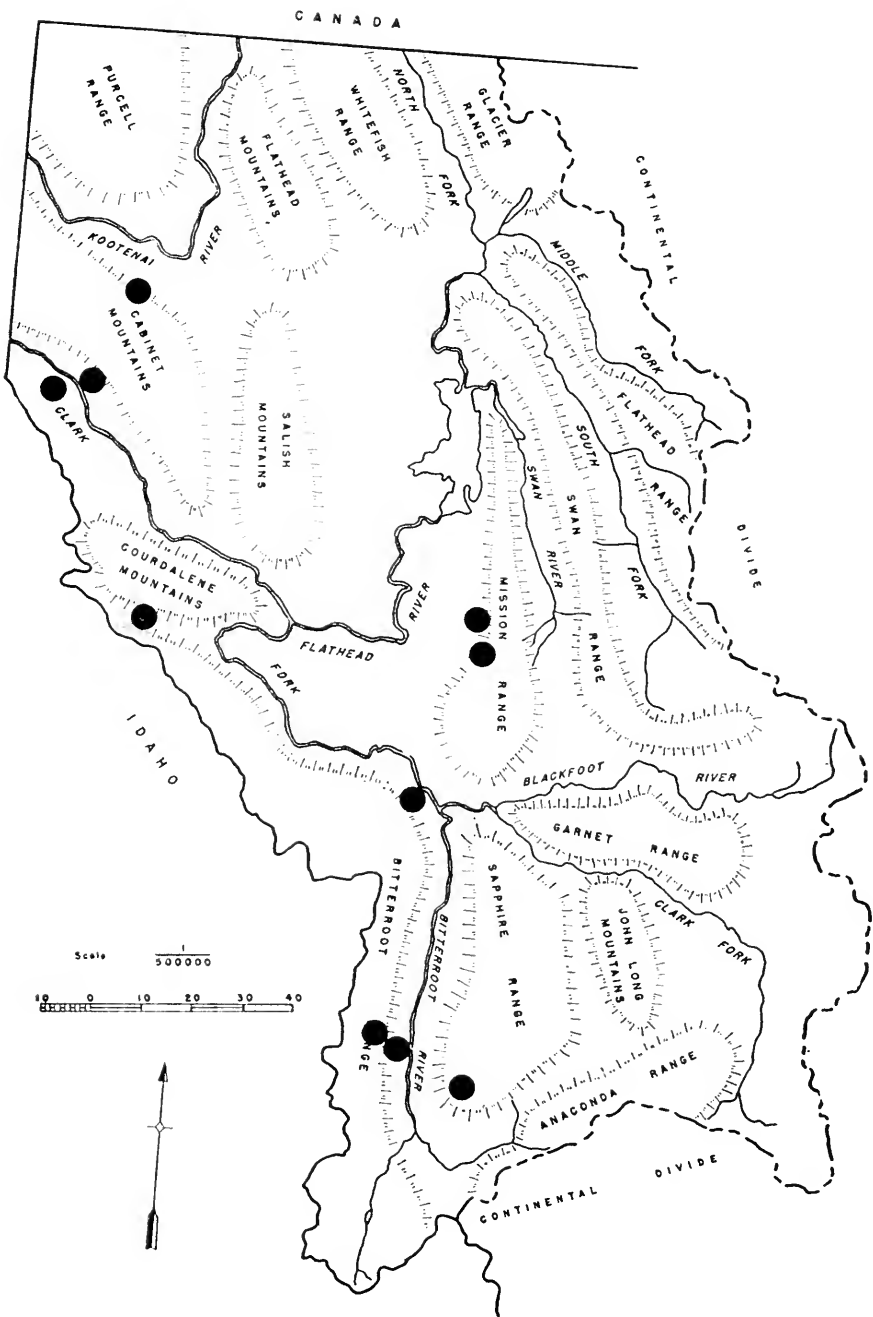 CANADA
PURCELL
RANGE
FLATHEAD
MOUNTAINS
WHITEFISH
RANGE
NORTH
FORK
GLACIER
RANGE
CONTINENTAL
DIVIDE
KOOTENAI
RIVER
MIDDLE
FORK
FLATHEAD
RANGE
CABINET
MOUNTAINS
CLARK
FORK
SALISH
MOUNTAINS
SOUTH
FORK
SWAN
RIVER
SWAN
RANGE
MISSION
RANGE
COURDALENE
MOUNTAINS
FLATHEAD
RIVER
IDAHO
BLACKFOOT
RIVER
GARNET RANGE
BITTERROOT
BITTERROOT
RIVER
SAPPHIRE
RANGE
JOHN LONG
MOUNTAINS
CLARK
FORK
Scale 1
500000
10 0 10 20 30 40
NGE
ANACONDA RANGE
CONTINENTAL DIVIDE